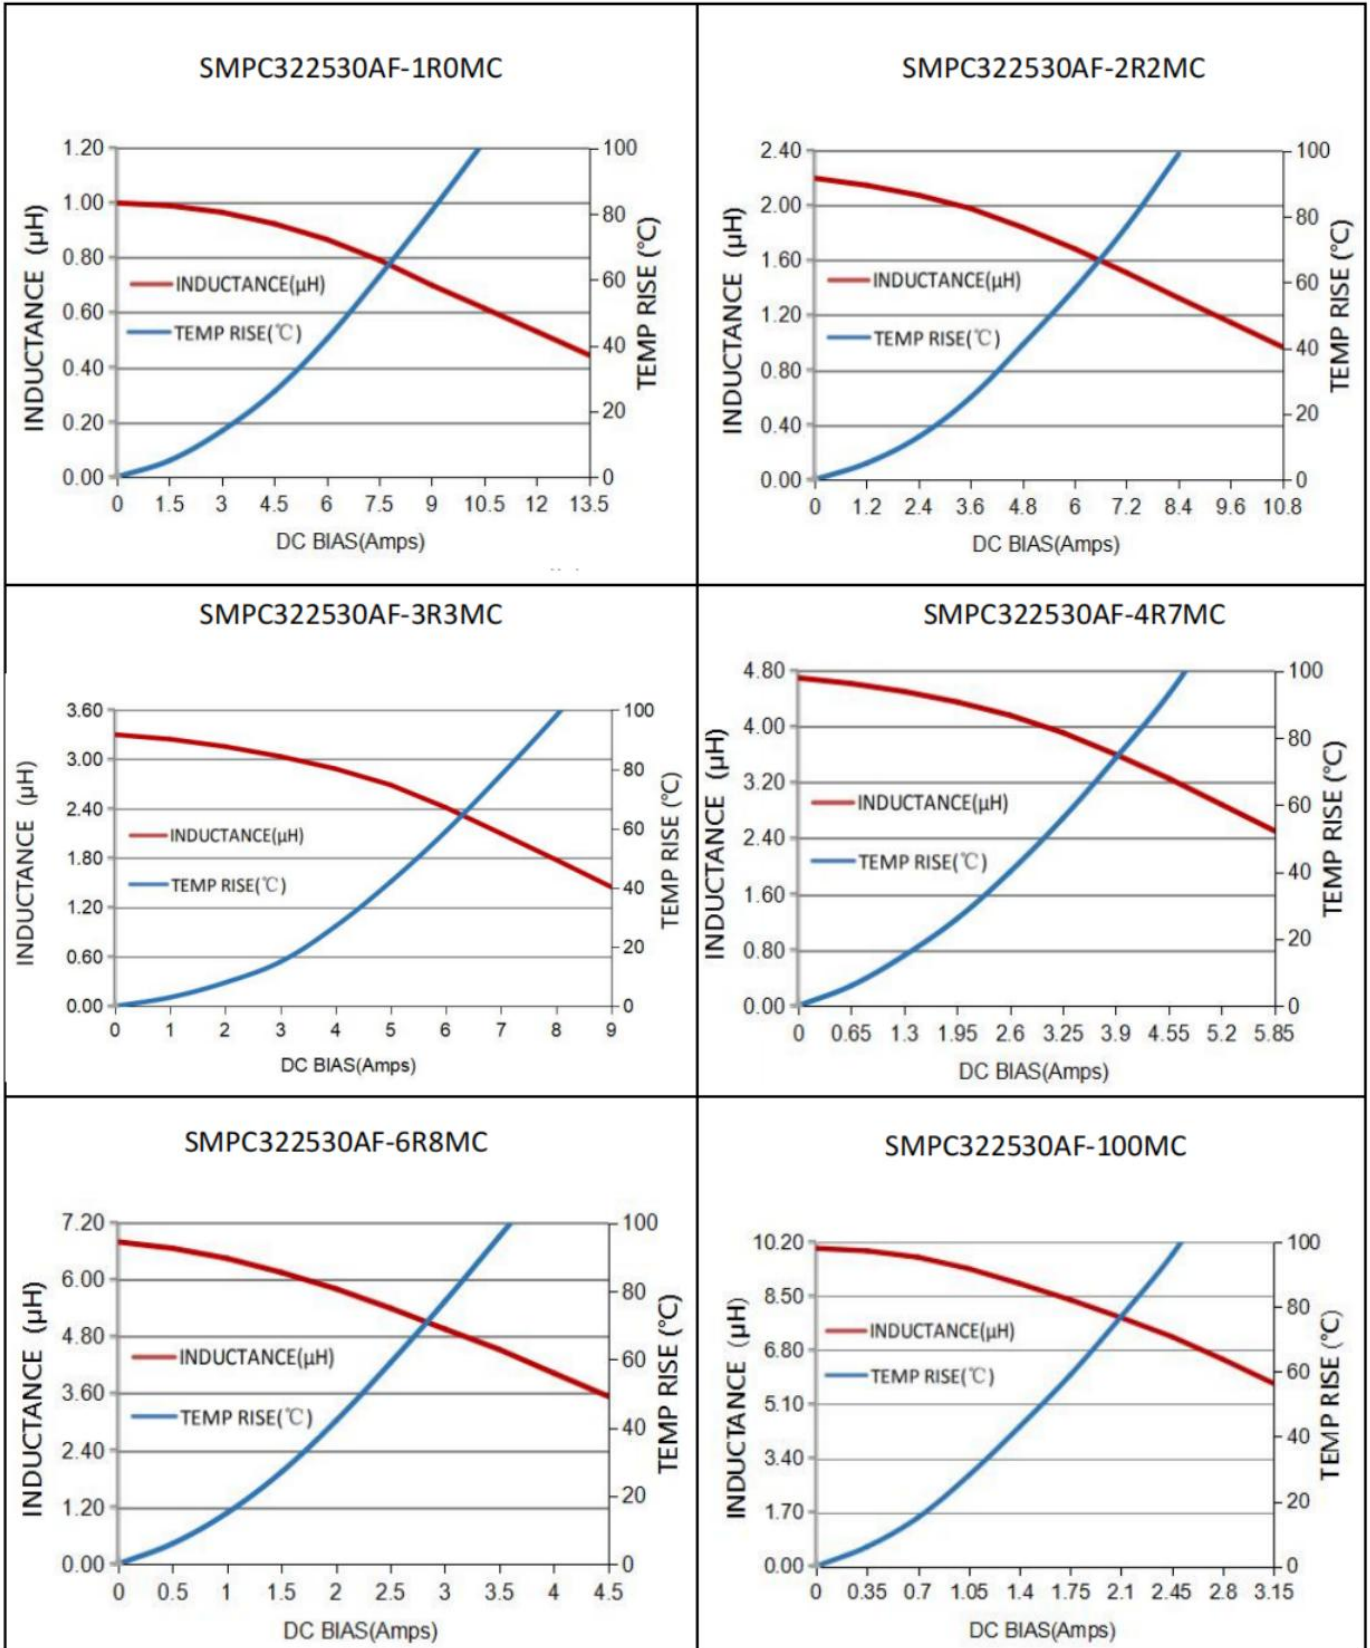 SMPC322530AF-1R0MC
INDUCTANCE (μH)
1.20
1.00
0.80
0.60
0.40
0.20
0.00
INDUCTANCE(μH)
TEMP RISE(℃)
100
80
60
40
20
0
TEMP RISE (℃)
0 1.5 3 4.5 6 7.5 9 10.5 12 13.5
DC BIAS(Amps)
SMPC322530AF-2R2MC
INDUCTANCE (μH)
2.40
2.00
1.60
1.20
0.80
0.40
0.00
INDUCTANCE(μH)
TEMP RISE(℃)
100
80
60
40
20
0
TEMP RISE (℃)
0 1.2 2.4 3.6 4.8 6 7.2 8.4 9.6 10.8
DC BIAS(Amps)
SMPC322530AF-3R3MC
INDUCTANCE (μH)
3.60
3.00
2.40
1.80
1.20
0.60
0.00
INDUCTANCE(μH)
TEMP RISE(℃)
100
80
60
40
20
0
TEMP RISE (℃)
0 1 2 3 4 5 6 7 8 9
DC BIAS(Amps)
SMPC322530AF-4R7MC
INDUCTANCE (μH)
4.80
4.00
3.20
2.40
1.60
0.80
0.00
INDUCTANCE(μH)
TEMP RISE(℃)
100
80
60
40
20
0
TEMP RISE (℃)
0 0.65 1.3 1.95 2.6 3.25 3.9 4.55 5.2 5.85
DC BIAS(Amps)
SMPC322530AF-6R8MC
INDUCTANCE (μH)
7.20
6.00
4.80
3.60
2.40
1.20
0.00
INDUCTANCE(μH)
TEMP RISE(℃)
100
80
60
40
20
0
TEMP RISE (℃)
0 0.5 1 1.5 2 2.5 3 3.5 4 4.5
DC BIAS(Amps)
SMPC322530AF-100MC
INDUCTANCE (μH)
10.20
8.50
6.80
5.10
3.40
1.70
0.00
INDUCTANCE(μH)
TEMP RISE(℃)
100
80
60
40
20
0
TEMP RISE (℃)
0 0.35 0.7 1.05 1.4 1.75 2.1 2.45 2.8 3.15
DC BIAS(Amps)